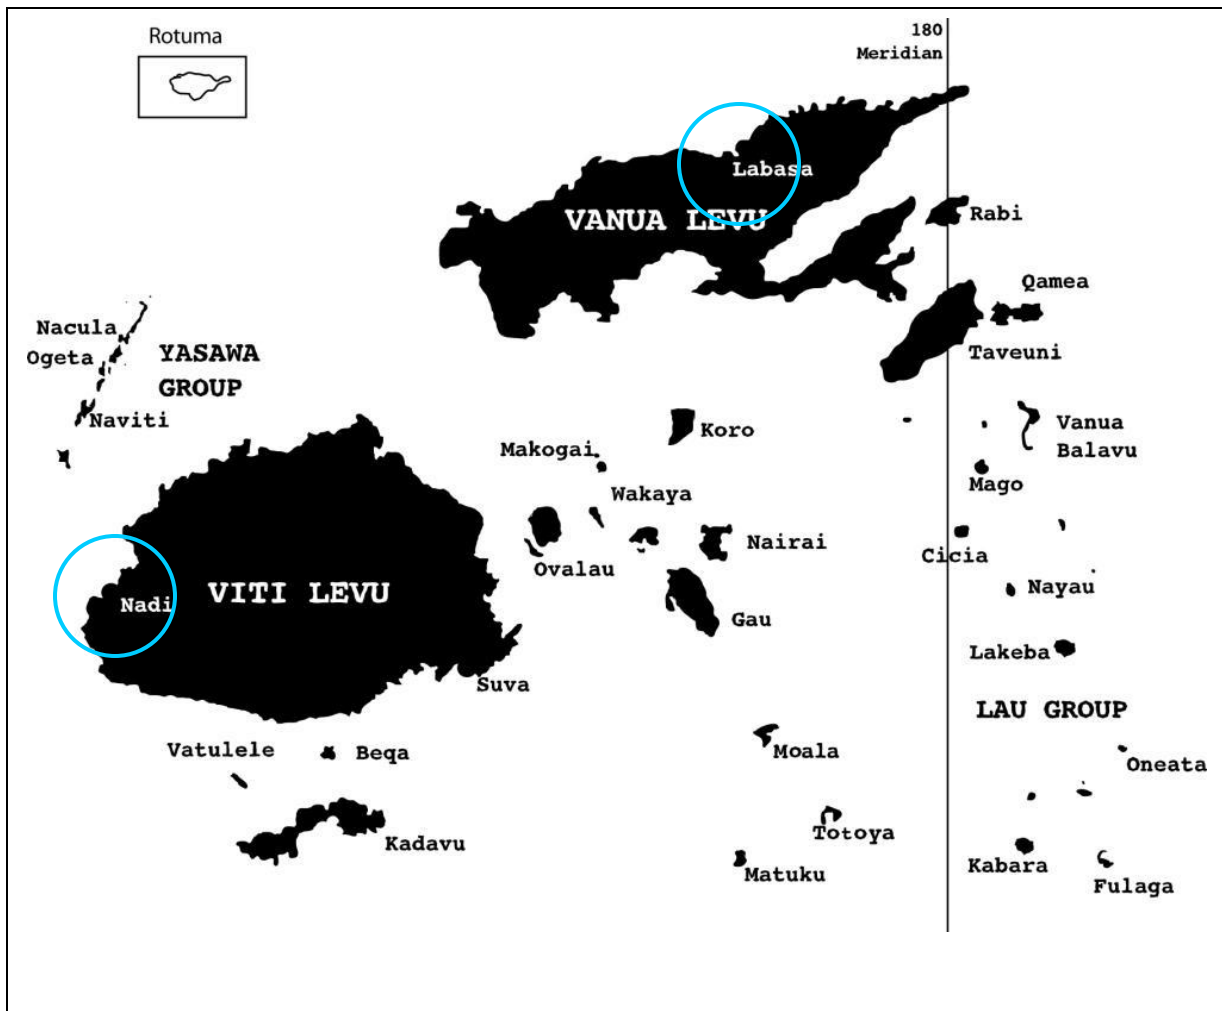 Rotuma
180
Meridian
Labasa
VANUA LEVU
Rabi
Qamea
Nacula
Ogeta
YASAWA
GROUP
Taveuni
Naviti
Koro
Vanua
Balavu
Makogai
Mago
Wakaya
Nairai
Cicia
Ovalau
Nadi
VITI LEVU
Nayau
Gau
Lakeba
Suva
LAU GROUP
Vatulele
Beqa
Moala
Oneata
Kadavu
Totoya
Matuku
Kabara
Fulaga